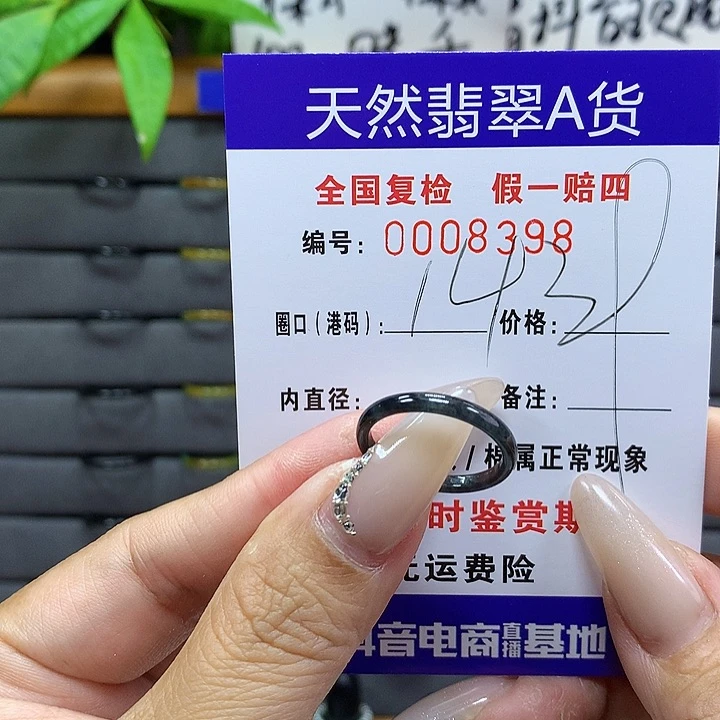 天然翡翠A货
全国复检 假一赔四
编号: 0008398
圈口(港码): 价格:
143
内直径: 备注:
/棉属正常现象
时鉴赏期
运费险
抖音电商直播基地